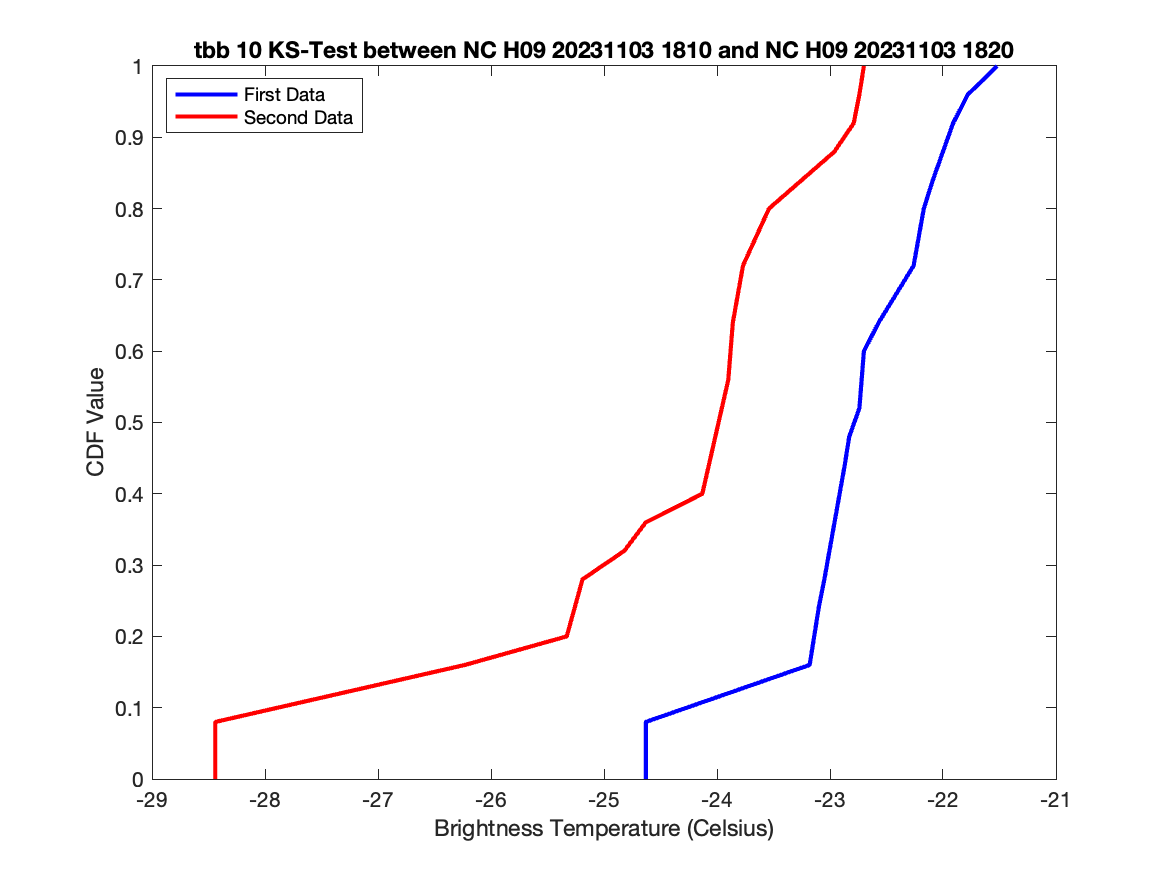 tbb 10 KS-Test between NC H09 20231103 1810 and NC H09 20231103 1820
First Data
Second Data
1
0.9
0.8
0.7
0.6
0.5
0.4
0.3
0.2
0.1
0
CDF Value
-29 -28 -27 -26 -25 -24 -23 -22 -21
Brightness Temperature (Celsius)